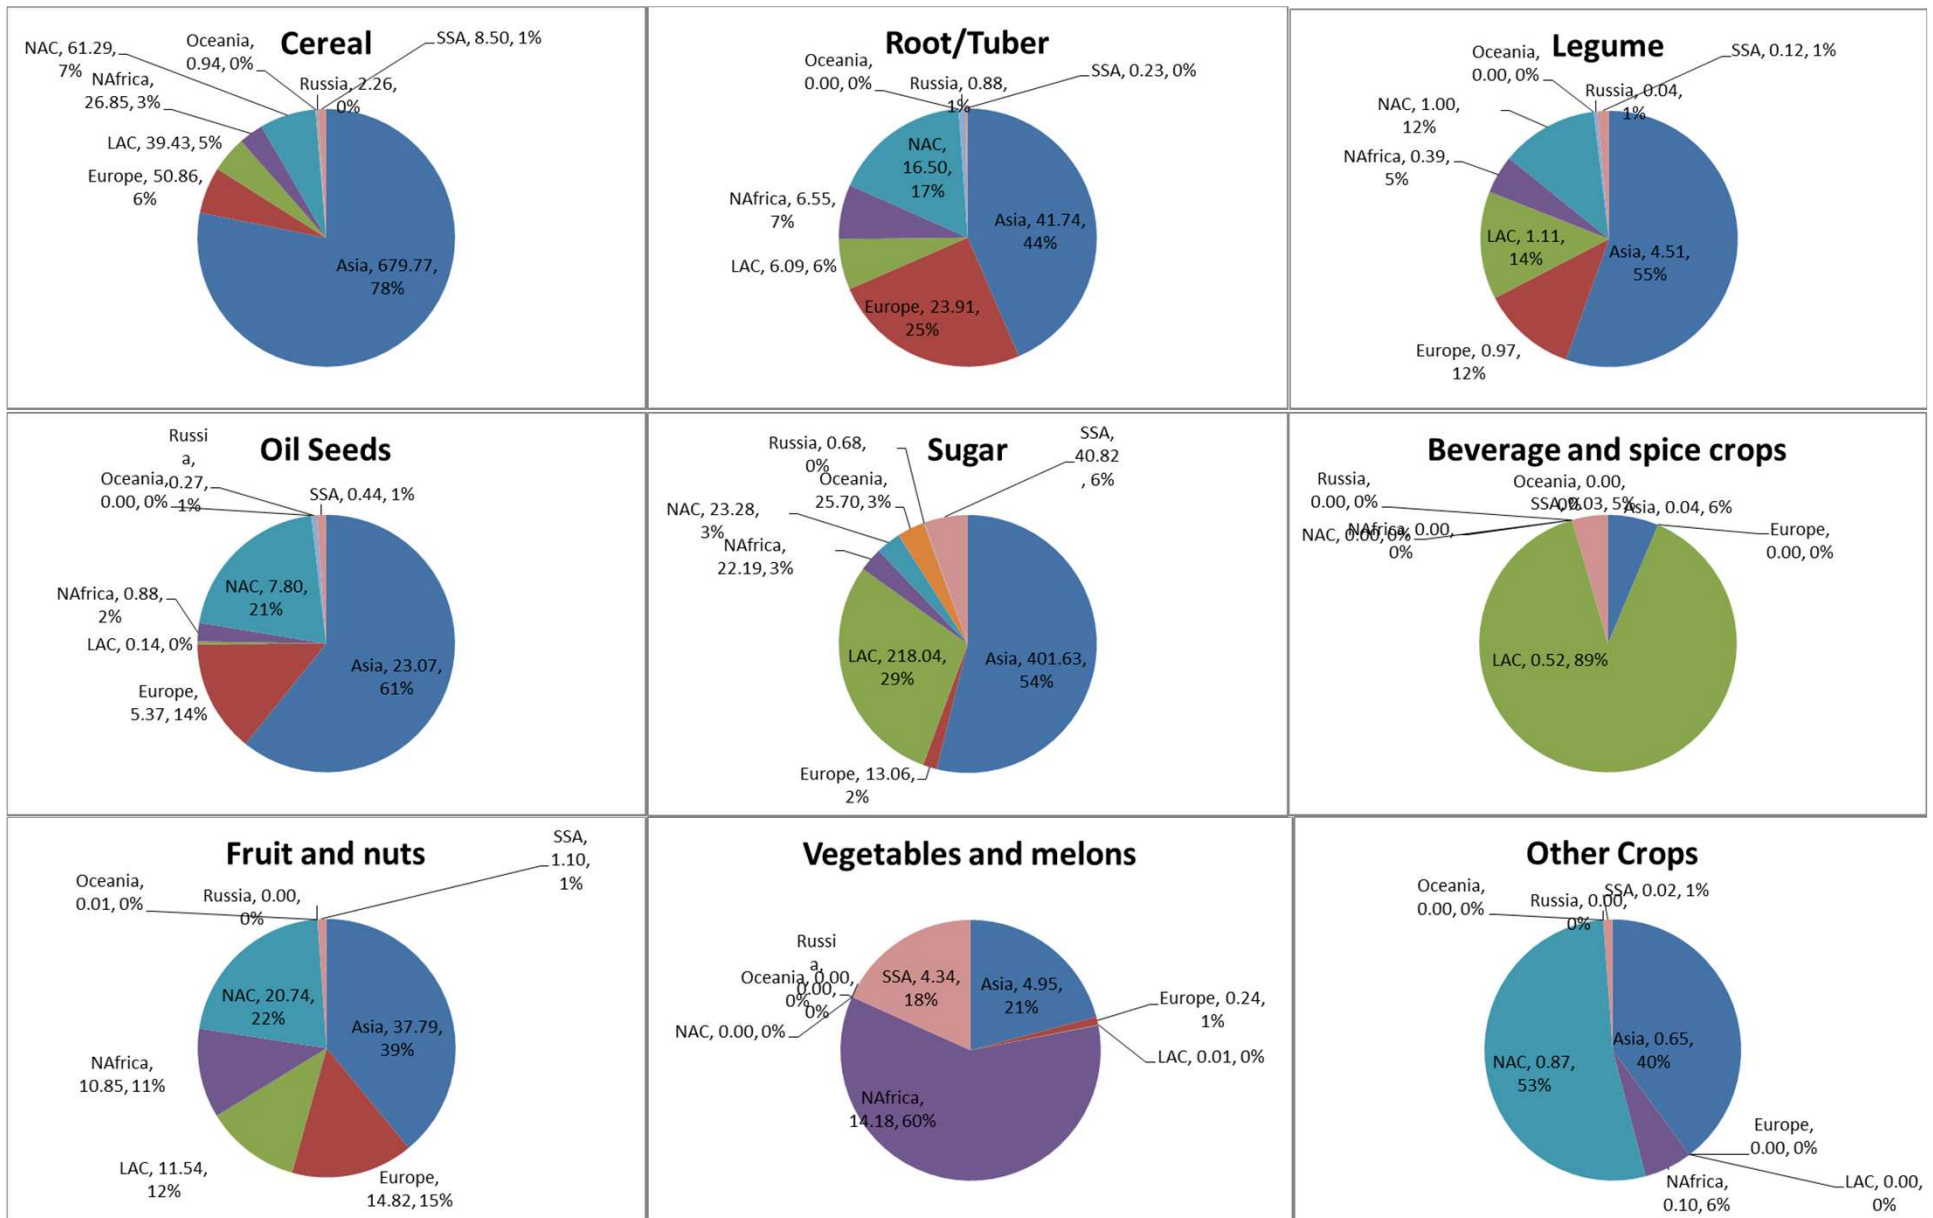 Cereal
NAC, 61.29,
7%
Oceania,
0.94, 0%
SSA, 8.50, 1%
Russia, 2.26,
0%
NAfrica,
26.85, 3%
LAC, 39.43, 5%
Europe, 50.86,
6%
Asia, 679.77,
78%
Root/Tuber
Oceania,
0.00, 0%
Russia, 0.88,
1%
SSA, 0.23, 0%
NAC,
16.50,
17%
NAfrica, 6.55,
7%
LAC, 6.09, 6%
Asia, 41.74,
44%
Europe, 23.91,
25%
Legume
Oceania,
0.00, 0%
SSA, 0.12, 1%
Russia, 0.04,
1%
NAC, 1.00,
12%
NAfrica, 0.39,
5%
LAC, 1.11,
14%
Asia, 4.51,
55%
Europe, 0.97,
12%
Oil Seeds
Russi
a,
0.27,
1%
Oceania,
0.00, 0%
SSA, 0.44, 1%
NAC, 7.80,
21%
NAfrica, 0.88,
2%
LAC, 0.14, 0%
Asia, 23.07,
61%
Europe,
5.37, 14%
Sugar
Russia, 0.68,
0%
SSA,
40.82
, 6%
Oceania,
25.70, 3%
NAC, 23.28,
3%
NAfrica,
22.19, 3%
LAC, 218.04,
29%
Asia, 401.63,
54%
Europe, 13.06,
2%
Beverage and spice crops
Russia,
0.00, 0%
Oceania, 0.00,
0%
SSA, 0.03, 5%
Asia, 0.04, 6%
NAC, 0.00, 0%
NAfrica, 0.00,
0%
Europe,
0.00, 0%
LAC, 0.52, 89%
Fruit and nuts
SSA,
1.10,
1%
Oceania,
0.01, 0%
Russia, 0.00,
0%
NAC, 20.74,
22%
Asia, 37.79,
39%
NAfrica,
10.85, 11%
LAC, 11.54,
12%
Europe,
14.82, 15%
Vegetables and melons
Russi
a,
0.00,
0%
Oceania,
0.00,
0%
SSA, 4.34,
18%
Asia, 4.95,
21%
Europe, 0.24,
1%
NAC, 0.00, 0%
LAC, 0.01, 0%
NAfrica,
14.18, 60%
Other Crops
Oceania,
0.00, 0%
Russia, 0.00,
0%
SSA, 0.02, 1%
Asia, 0.65,
40%
NAC, 0.87,
53%
Europe,
0.00, 0%
NAfrica,
0.10, 6%
LAC, 0.00,
0%